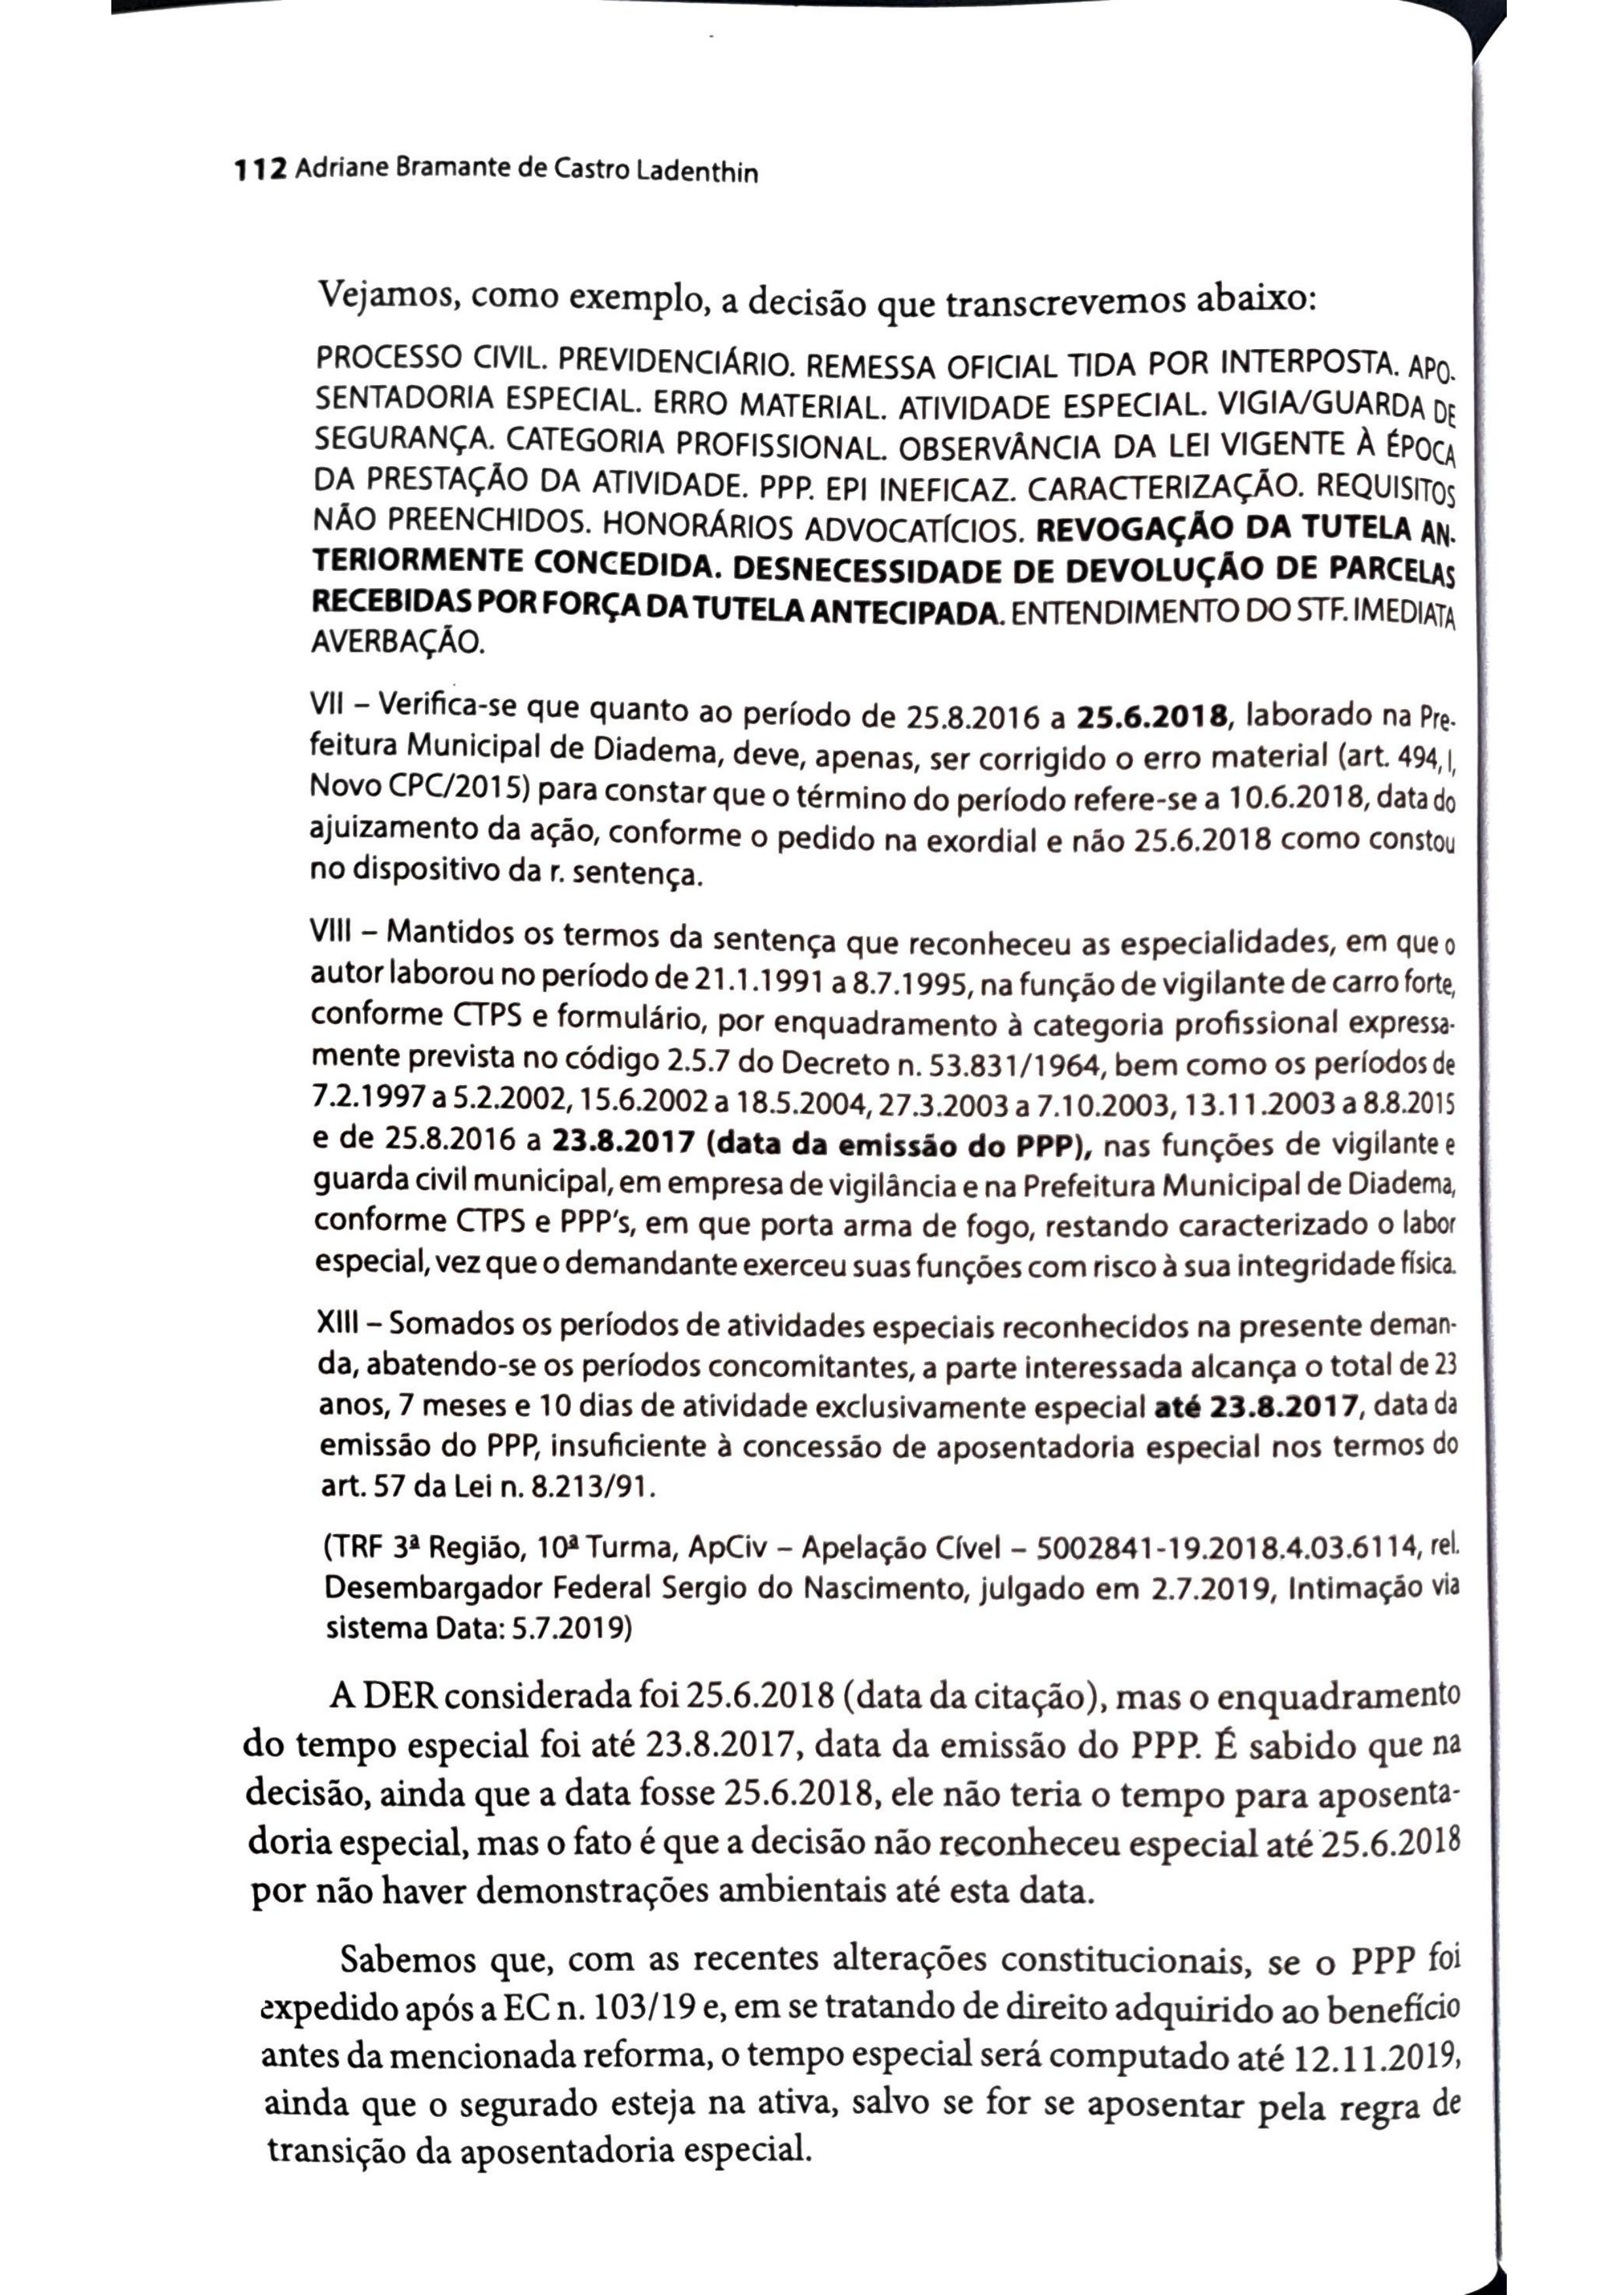 112 Adriane Bramante de Castro Ladenthin
Vejamos, como exemplo, a decisão que transcrevemos abaixo:
PROCESSO CIVIL. PREVIDENCIÁRIO. REMESSA OFICIAL TIDA POR INTERPOSTA. APO-
SENTADORIA ESPECIAL. ERRO MATERIAL. ATIVIDADE ESPECIAL. VIGIA/GUARDA DE
SEGURANÇA. CATEGORIA PROFISSIONAL. OBSERVÂNCIA DA LEI VIGENTE À ÉPOCA
DA PRESTAÇÃO DA ATIVIDADE. PPP. EPI INEFICAZ. CARACTERIZAÇÃO. REQUISITOS
NÃO PREENCHIDOS. HONORÁRIOS ADVOCATÍCIOS. REVOGAÇÃO DA TUTELA AN-
TERIORMENTE CONCEDIDA. DESNECESSIDADE DE DEVOLUÇÃO DE PARCELAS
RECEBIDAS POR FORÇA DA TUTELA ANTECIPADA. ENTENDIMENTO DO STF. IMEDIATA
AVERBAÇÃO.
VII – Verifica-se que quanto ao período de 25.8.2016 a 25.6.2018, laborado na Pre-
feitura Municipal de Diadema, deve, apenas, ser corrigido o erro material (art. 494, I,
Novo CPC/2015) para constar que o término do período refere-se a 10.6.2018, data do
ajuizamento da ação, conforme o pedido na exordial e não 25.6.2018 como constou
no dispositivo da r. sentença.
VIII – Mantidos os termos da sentença que reconheceu as especialidades, em que o
autor laborou no período de 21.1.1991 a 8.7.1995, na função de vigilante de carro forte,
conforme CTPS e formulário, por enquadramento à categoria profissional expressa-
mente prevista no código 2.5.7 do Decreto n. 53.831/1964, bem como os períodos de
7.2.1997 a 5.2.2002, 15.6.2002 a 18.5.2004, 27.3.2003 a 7.10.2003, 13.11.2003 a 8.8.2015
e de 25.8.2016 a 23.8.2017 (data da emissão do PPP), nas funções de vigilante e
guarda civil municipal, em empresa de vigilância e na Prefeitura Municipal de Diadema,
conforme CTPS e PPP's, em que porta arma de fogo, restando caracterizado o labor
especial, vez que o demandante exerceu suas funções com risco à sua integridade física.
XIII – Somados os períodos de atividades especiais reconhecidos na presente deman-
da, abatendo-se os períodos concomitantes, a parte interessada alcança o total de 23
anos, 7 meses e 10 dias de atividade exclusivamente especial até 23.8.2017, data da
emissão do PPP, insuficiente à concessão de aposentadoria especial nos termos do
art. 57 da Lei n. 8.213/91.
(TRF 3ª Região, 10ª Turma, ApCiv – Apelação Cível – 5002841-19.2018.4.03.6114, rel.
Desembargador Federal Sergio do Nascimento, julgado em 2.7.2019, Intimação via
sistema Data: 5.7.2019)
A DER considerada foi 25.6.2018 (data da citação), mas o enquadramento
do tempo especial foi até 23.8.2017, data da emissão do PPP. É sabido que na
decisão, ainda que a data fosse 25.6.2018, ele não teria o tempo para aposenta-
doria especial, mas o fato é que a decisão não reconheceu especial até 25.6.2018
por não haver demonstrações ambientais até esta data.
Sabemos que, com as recentes alterações constitucionais, se o PPP foi
expedido após a EC n. 103/19 e, em se tratando de direito adquirido ao benefício
antes da mencionada reforma, o tempo especial será computado até 12.11.2019,
ainda que o segurado esteja na ativa, salvo se for se aposentar pela regra de
transição da aposentadoria especial.